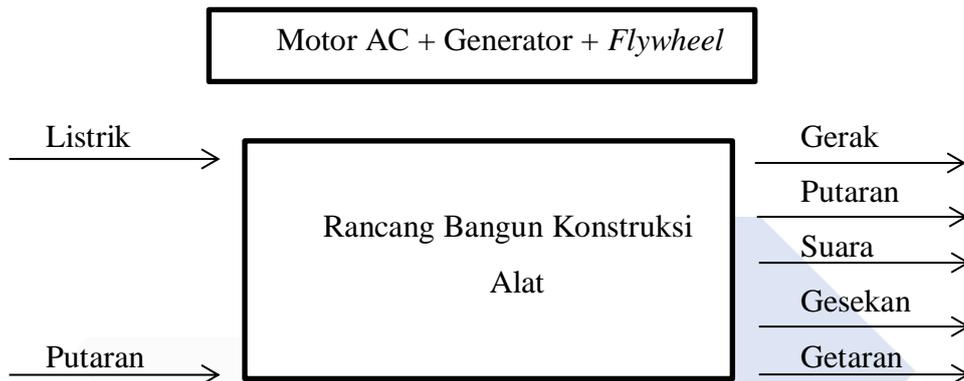 Motor AC + Generator + Flywheel
Listrik
Putaran
Rancang Bangun Konstruksi
Alat
Gerak
Putaran
Suara
Gesekan
Getaran